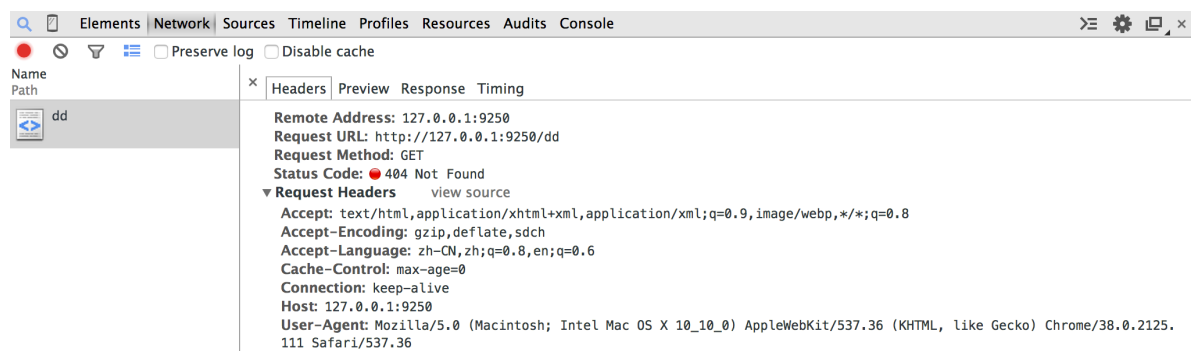 Elements Network Sources Timeline Profiles Resources Audits Console
Preserve log Disable cache
Name
Path
dd
Headers Preview Response Timing
Remote Address: 127.0.0.1:9250
Request URL: http://127.0.0.1:9250/dd
Request Method: GET
Status Code: 404 Not Found
Request Headers view source
Accept: text/html,application/xhtml+xml,application/xml;q=0.9,image/webp,*/*;q=0.8
Accept-Encoding: gzip,deflate,sdch
Accept-Language: zh-CN,zh;q=0.8,en;q=0.6
Cache-Control: max-age=0
Connection: keep-alive
Host: 127.0.0.1:9250
User-Agent: Mozilla/5.0 (Macintosh; Intel Mac OS X 10_10_0) AppleWebKit/537.36 (KHTML, like Gecko) Chrome/38.0.2125.
111 Safari/537.36